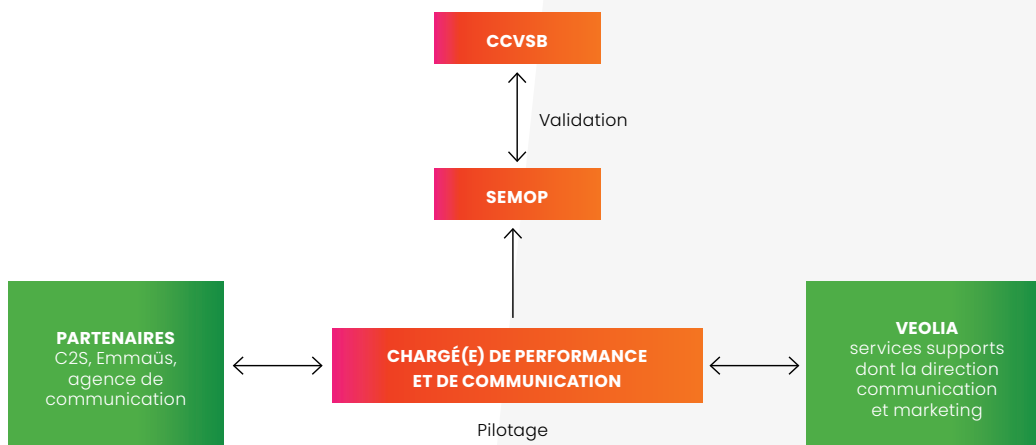 CCVSB
Validation
SEMOP
PARTENAIRES
C2S, Emmaüs,
agence de
communication
CHARGÉ(E) DE PERFORMANCE
ET DE COMMUNICATION
VEOLIA
services supports
dont la direction
communication
et marketing
Pilotage